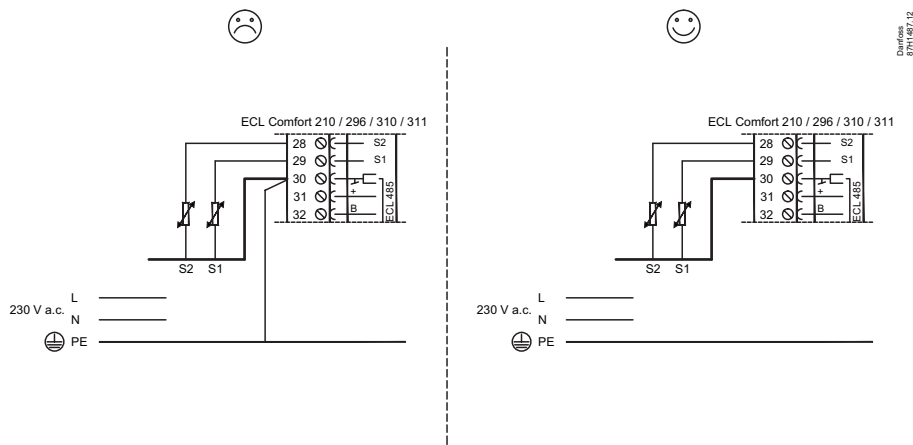 Danfoss
87H1487.12
ECL Comfort 210 / 296 / 310 / 311
28 S2
29 S1
30
31 +
32 B
ECL 485
S2 S1
L
230 V a.c.
N
PE
ECL Comfort 210 / 296 / 310 / 311
28 S2
29 S1
30
31 +
32 B
ECL 485
S2 S1
L
230 V a.c.
N
PE